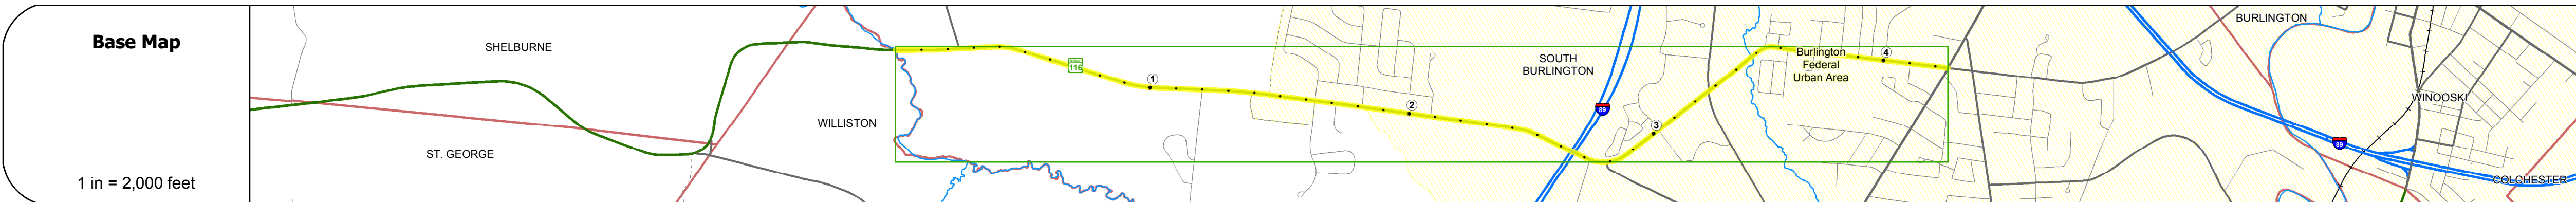 Base Map
1 in = 2,000 feet
SHELBURNE
ST. GEORGE
WILLISTON
116
1
2
SOUTH
BURLINGTON
89
3
Burlington
Federal
Urban Area
4
BURLINGTON
WINOOSKI
89
COLCHESTER